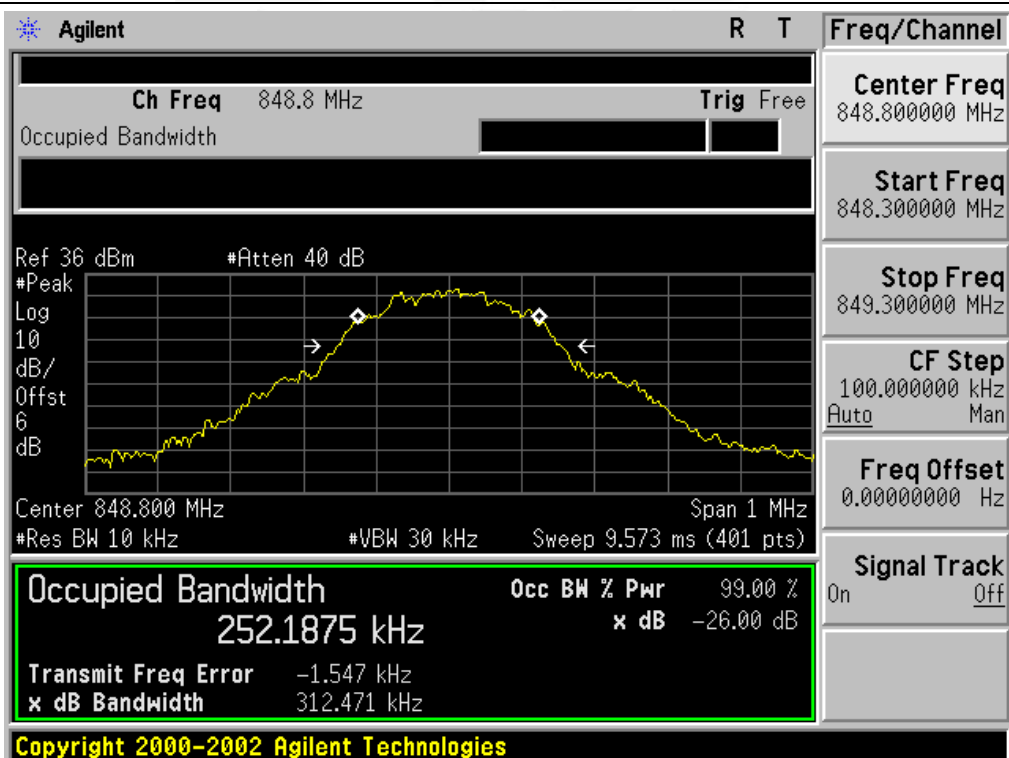 Agilent R T
Freq/Channel
Ch Freq 848.8 MHz Trig Free
Occupied Bandwidth
Center Freq
848.800000 MHz
Start Freq
848.300000 MHz
Stop Freq
849.300000 MHz
CF Step
100.000000 kHz
Auto Man
Freq Offset
0.00000000 Hz
Signal Track
On Off
Ref 36 dBm #Atten 40 dB
#Peak
Log
10
dB/
Offst
6
dB
Center 848.800 MHz Span 1 MHz
#Res BW 10 kHz #VBW 30 kHz Sweep 9.573 ms (401 pts)
Occupied Bandwidth Occ BW % Pwr 99.00 %
252.1875 kHz x dB -26.00 dB
Transmit Freq Error -1.547 kHz
x dB Bandwidth 312.471 kHz
Copyright 2000-2002 Agilent Technologies